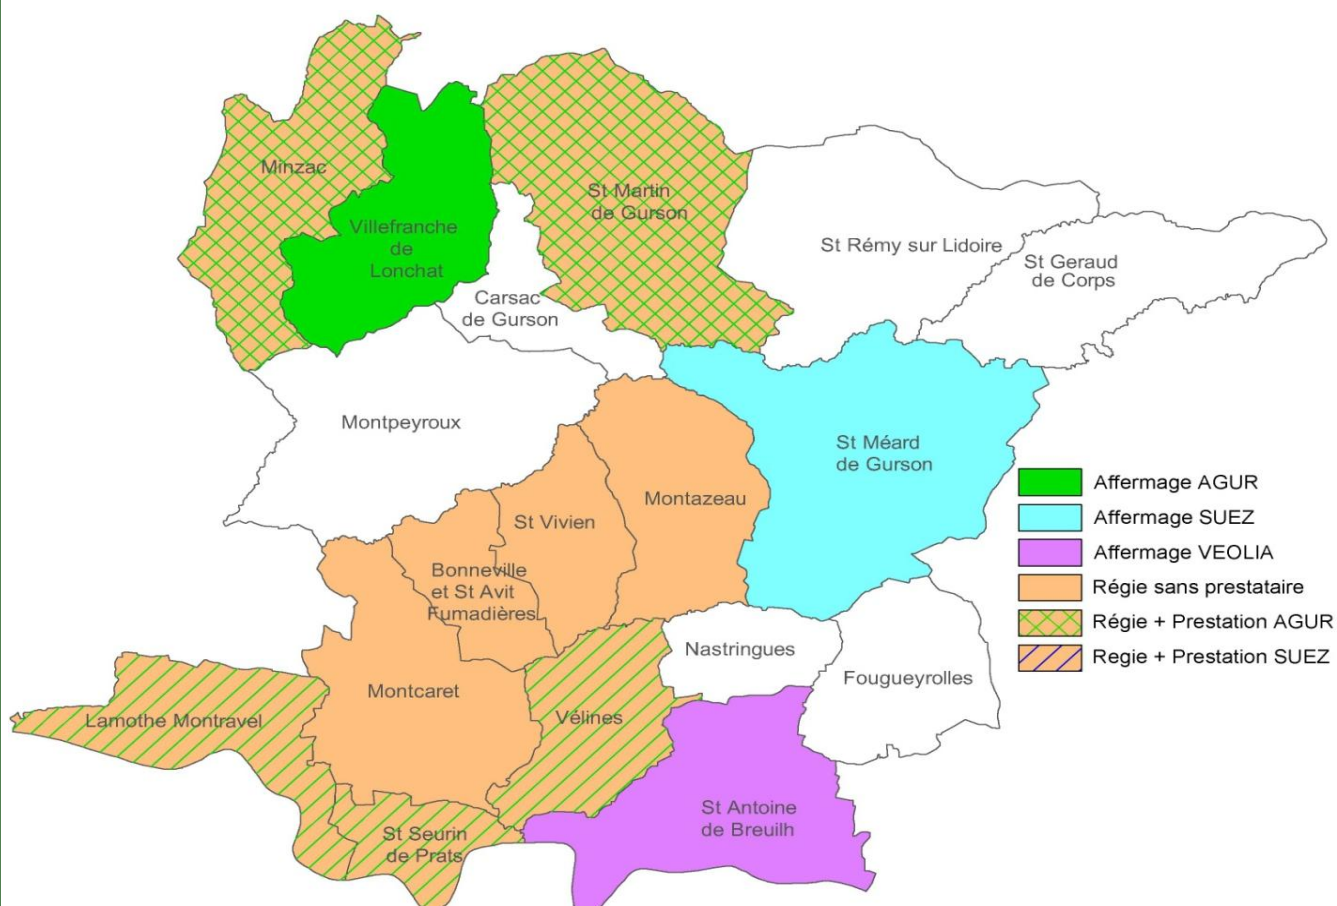 Minzac
Villefranche
de
Lonchat
St Martin
de Gurson
St Rémy sur Lidoire
St Geraud
de Corps
Carsac
de Gurson
Montpeyroux
St Méard
de Gurson
Montazeau
St Vivien
Bonneville
et St Avit
Fumadières
Nastringues
Fougueyrolles
Montcaret
Lamothe Montravel
Vélines
St Antoine
de Breuilh
St Seurin
de Prats
Affermage AGUR
Affermage SUEZ
Affermage VEOLIA
Régie sans prestataire
Régie + Prestation AGUR
Regie + Prestation SUEZ